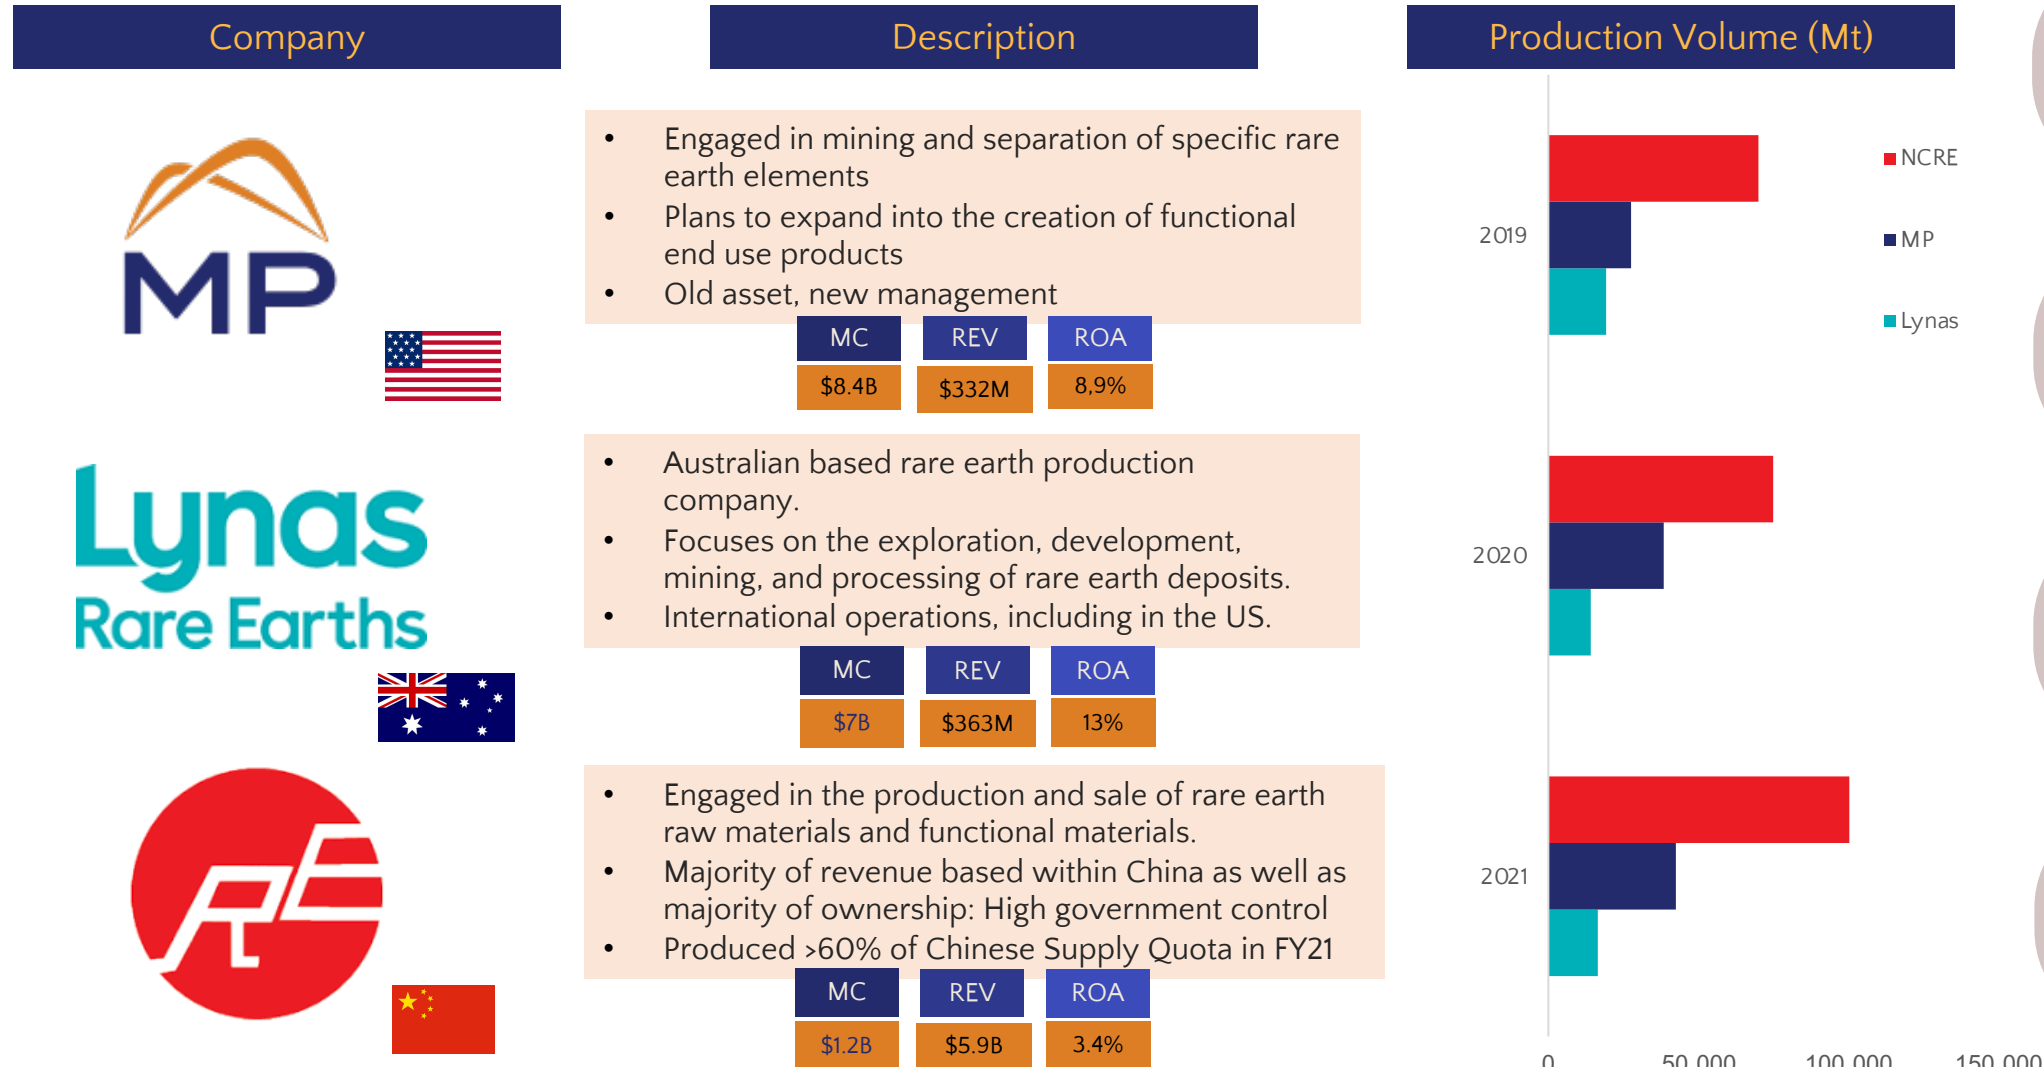 Company
Description
Production Volume (Mt)
MP
• Engaged in mining and separation of specific rare
earth elements
• Plans to expand into the creation of functional
end use products
• Old asset, new management
MC REV ROA
$8.4B $332M 8,9%
Lynas
Rare Earths
• Australian based rare earth production
company.
• Focuses on the exploration, development,
mining, and processing of rare earth deposits.
• International operations, including in the US.
MC REV ROA
$7B $363M 13%
RE
• Engaged in the production and sale of rare earth
raw materials and functional materials.
• Majority of revenue based within China as well as
majority of ownership: High government control
• Produced >60% of Chinese Supply Quota in FY21
MC REV ROA
$1.2B $5.9B 3.4%
NCRE
MP
Lynas
2019
2020
2021
0 50 000 100 000 150 000